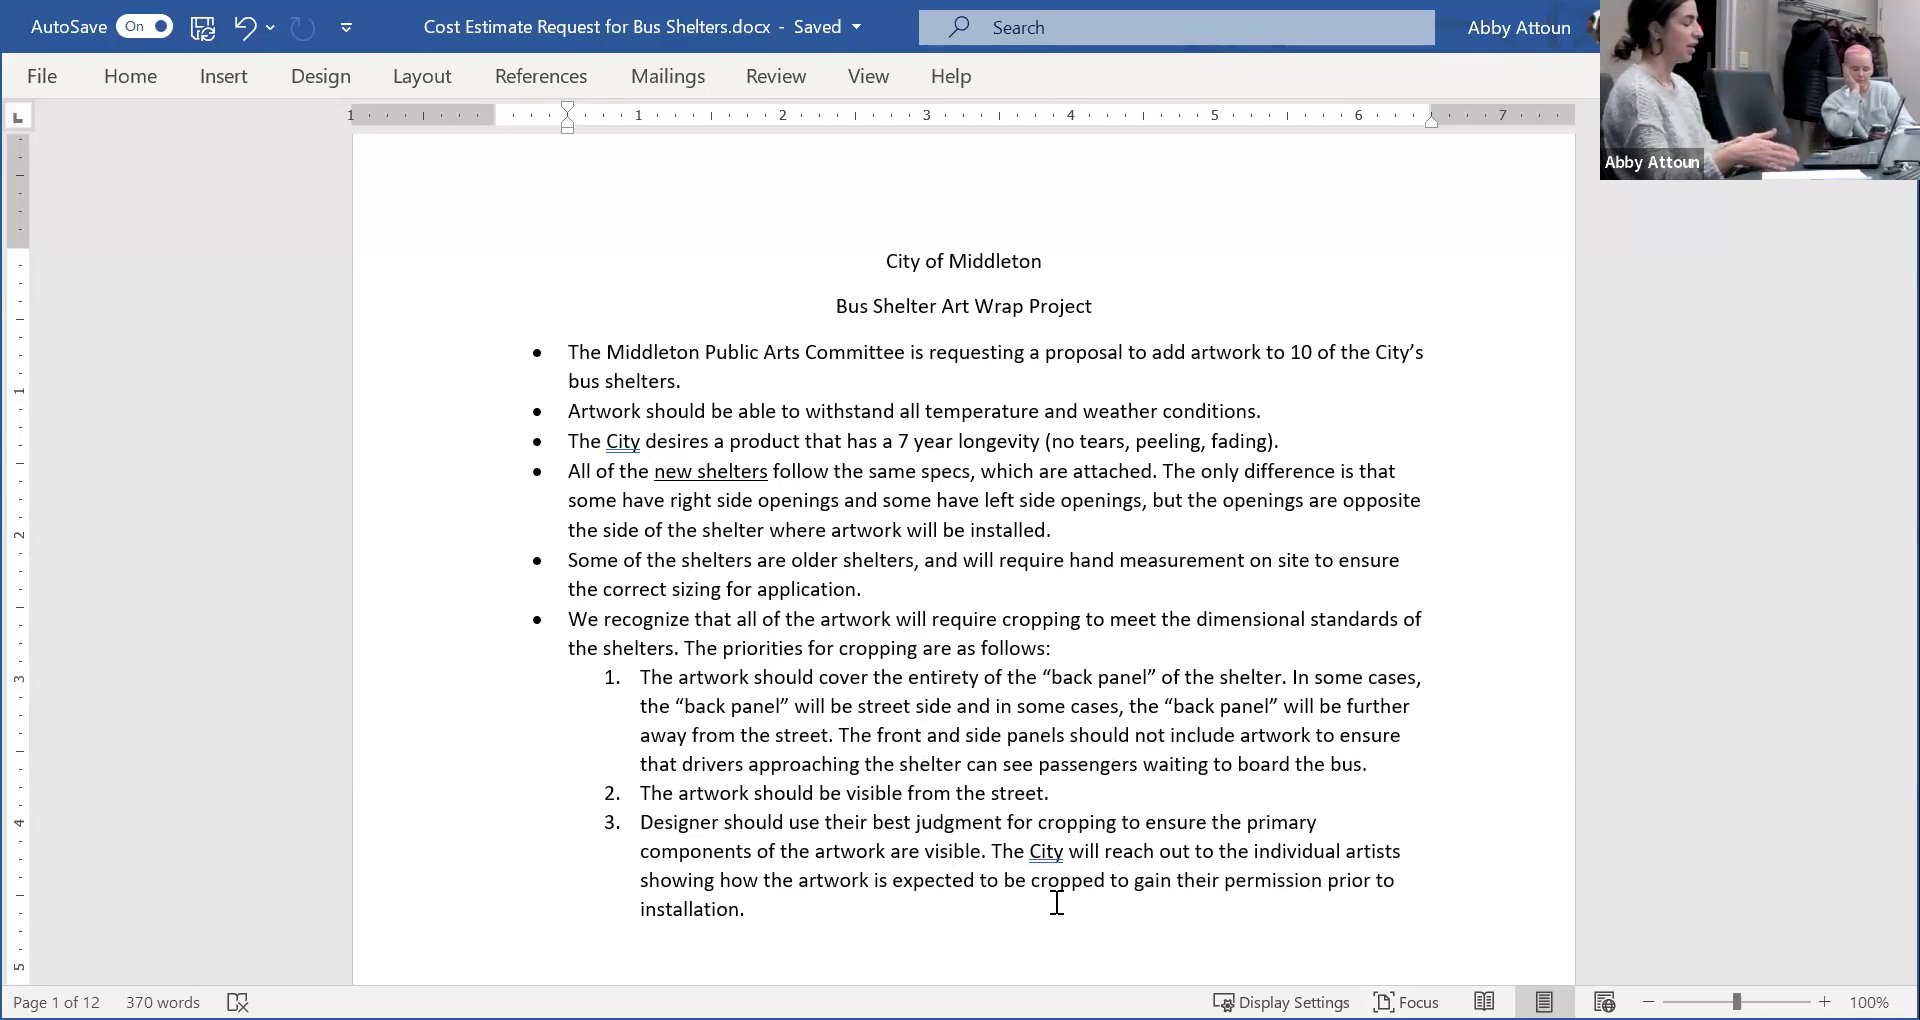 AutoSave On Cost Estimate Request for Bus Shelters.docx - Saved Search Abby Attoun
File Home Insert Design Layout References Mailings Review View Help
Abby Attoun
1 1 2 3 4 5 6 7
City of Middleton
Bus Shelter Art Wrap Project
• The Middleton Public Arts Committee is requesting a proposal to add artwork to 10 of the City’s
bus shelters.
• Artwork should be able to withstand all temperature and weather conditions.
• The City desires a product that has a 7 year longevity (no tears, peeling, fading).
• All of the new shelters follow the same specs, which are attached. The only difference is that
some have right side openings and some have left side openings, but the openings are opposite
the side of the shelter where artwork will be installed.
• Some of the shelters are older shelters, and will require hand measurement on site to ensure
the correct sizing for application.
• We recognize that all of the artwork will require cropping to meet the dimensional standards of
the shelters. The priorities for cropping are as follows:
1. The artwork should cover the entirety of the “back panel” of the shelter. In some cases,
the “back panel” will be street side and in some cases, the “back panel” will be further
away from the street. The front and side panels should not include artwork to ensure
that drivers approaching the shelter can see passengers waiting to board the bus.
2. The artwork should be visible from the street.
3. Designer should use their best judgment for cropping to ensure the primary
components of the artwork are visible. The City will reach out to the individual artists
showing how the artwork is expected to be cropped to gain their permission prior to
installation.
1
2
3
4
5
Page 1 of 12 370 words Display Settings Focus 100%